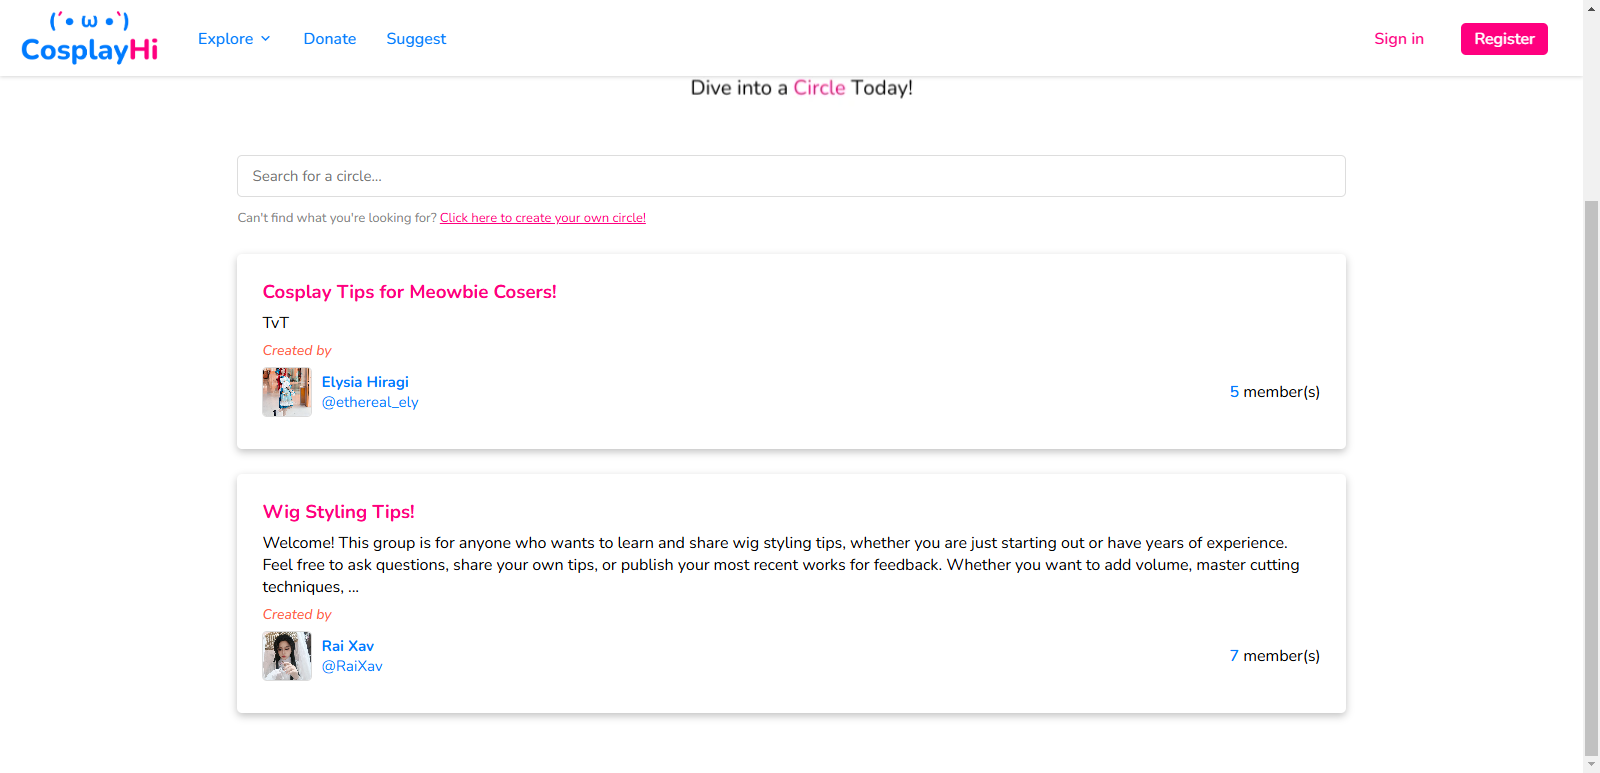 (´• ω •`)
CosplayHi
Explore
Donate
Suggest
Sign in
Register
Dive into a Circle Today!
Search for a circle...
Can't find what you're looking for? Click here to create your own circle!
Cosplay Tips for Meowbie Cosers!
TvT
Created by
Elysia Hiragi
@ethereal_ely
5 member(s)
Wig Styling Tips!
Welcome! This group is for anyone who wants to learn and share wig styling tips, whether you are just starting out or have years of experience.
Feel free to ask questions, share your own tips, or publish your most recent works for feedback. Whether you want to add volume, master cutting
techniques, ...
Created by
Rai Xav
@RaiXav
7 member(s)